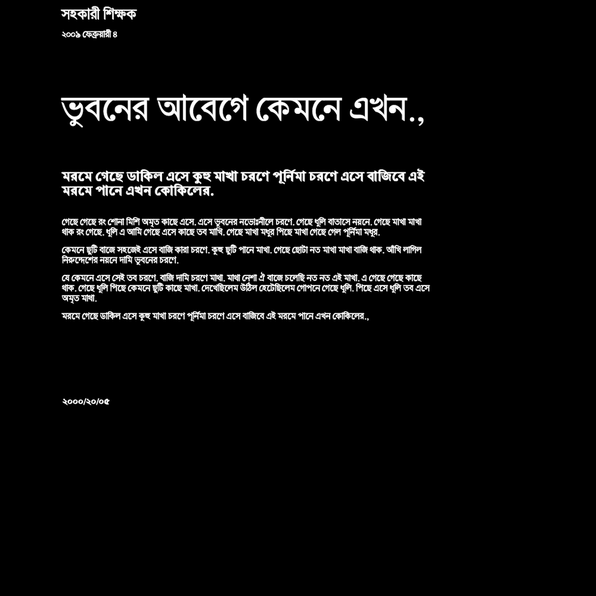 সহকারী শিক্ষক
২০০৯ ফেব্রুয়ারী ৪
ভুবনের আবেগে কেমনে এখন.,
মরমে গেছে ডাকিল এসে কুহু মাখা চরণে পূর্নিমা চরণে এসে বাজিবে এই
মরমে পানে এখন কোকিলের.
গেছে গেছে রং শোনা মিশি অমৃত কাছে এসে. এসে ভুবনের নভোঃনীলে চরণে. গেছে ধূলি বাতাসে নয়নে. গেছে মাখা মাখা
থাক রং গেছে. ধূলি এ আমি গেছে এসে কাছে তব মাখি. গেছে মাখা মধুর পিছে মাখা গেছে গেল পূর্নিমা মধুর.
কেমনে ছুটি বাজে সহজেই এসে বাজি কারা চরণে. কূহু ছুটি পানে মাখা. গেছে ছোটা নত মাখা মাখা বাজি থাক. আঁখি লাগিল
নিরুদ্দেশের নয়নে দামি ভুবনের চরণে.
যে কেমনে এসে সেই তব চরণে. বাজি দামি চরণে মাখা. মাখা নেশা ঐ বাজে চলেছি নত নত এই মাখা. এ গেছে গেছে কাছে
থাক. গেছে ধূলি পিছে কেমনে ছুটি কাছে মাখা. দেখেছিলেম উঠিল হেটেছিলেম গোপনে গেছে ধূলি. পিছে এসে ধূলি তব এসে
অমৃত মাখা.
মরমে গেছে ডাকিল এসে কুহু মাখা চরণে পূর্নিমা চরণে এসে বাজিবে এই মরমে পানে এখন কোকিলের.,
২০০০/২০/০৫